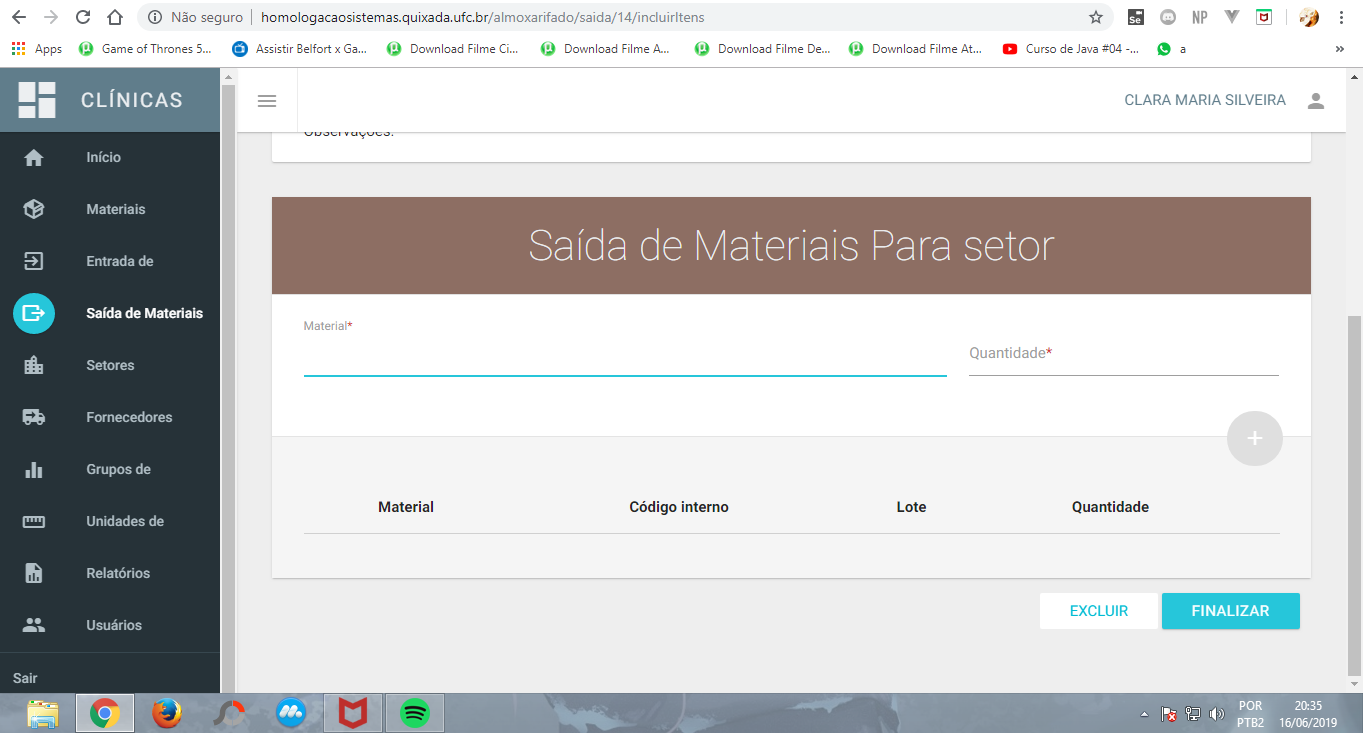 Não seguro
homologacaosistemas.quixada.ufc.br/almoxarifado/saida/14/incluirItens
Se
NP
Apps
Game of Thrones 5...
Assistir Belfort x Ga...
Download Filme Ci...
Download Filme A...
Download Filme De...
Download Filme At...
Curso de Java #04 -...
a
»
CLÍNICAS
CLARA MARIA SILVEIRA
Início
Materiais
Entrada de
Saída de Materiais
Setores
Fornecedores
Grupos de
Unidades de
Relatórios
Usuários
Sair
Observações:
Saída de Materiais Para setor
Material*
Quantidade*
+
Material Código interno Lote Quantidade
EXCLUIR FINALIZAR
POR
PTB2
20:35
16/06/2019